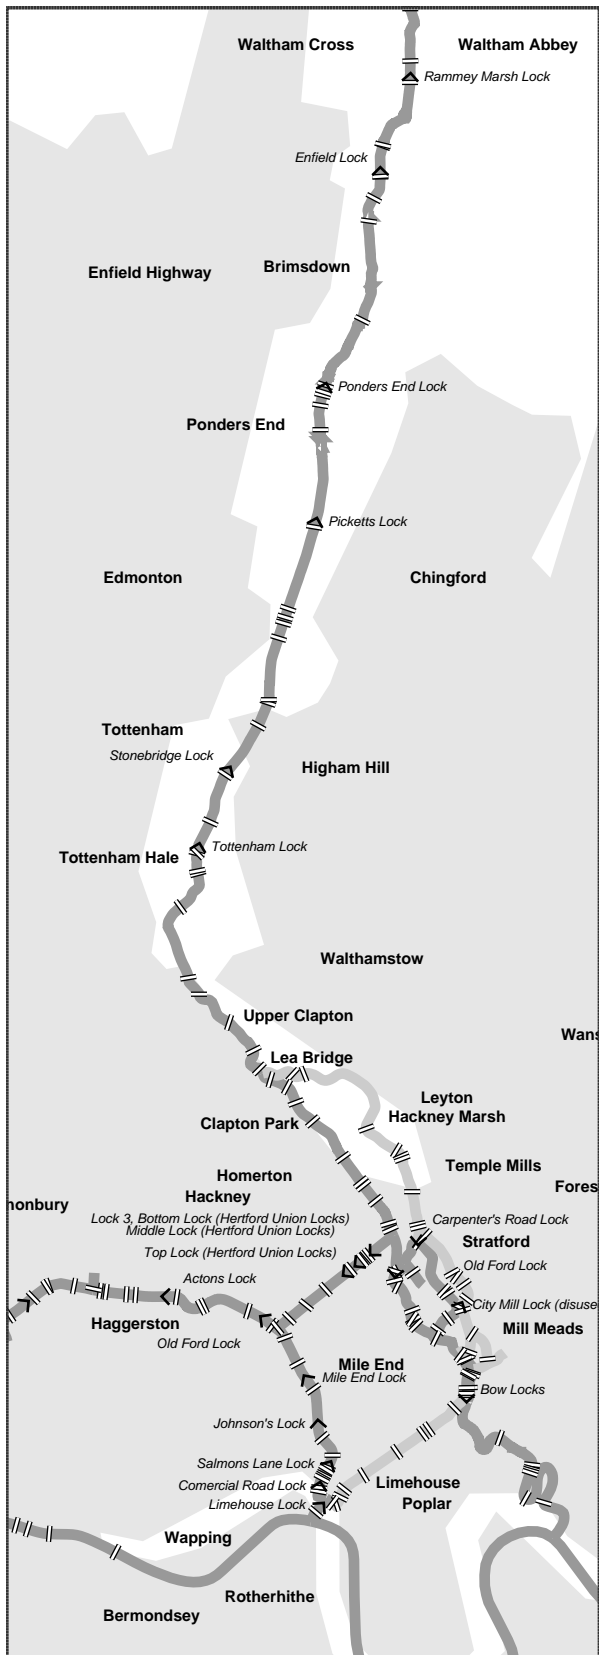 Waltham Cross
Waltham Abbey
Rammey Marsh Lock
Enfield Lock
Brimsdown
Enfield Highway
Ponders End Lock
Ponders End
Picketts Lock
Edmonton
Chingford
Tottenham
Stonebridge Lock
Higham Hill
Tottenham Lock
Tottenham Hale
Walthamstow
Upper Clapton
Wans
Lea Bridge
Leyton
Hackney Marsh
Clapton Park
Temple Mills
Homerton
Fores
Hackney
nonbury
Lock 3, Bottom Lock (Hertford Union Locks)
Carpenter's Road Lock
Middle Lock (Hertford Union Locks)
Stratford
Top Lock (Hertford Union Locks)
Old Ford Lock
Actons Lock
City Mill Lock (disuse
Haggerston
Mill Meads
Old Ford Lock
Mile End
Mile End Lock
Bow Locks
Johnson's Lock
Salmons Lane Lock
Limehouse
Comercial Road Lock
Poplar
Limehouse Lock
Wapping
Rotherhithe
Bermondsey